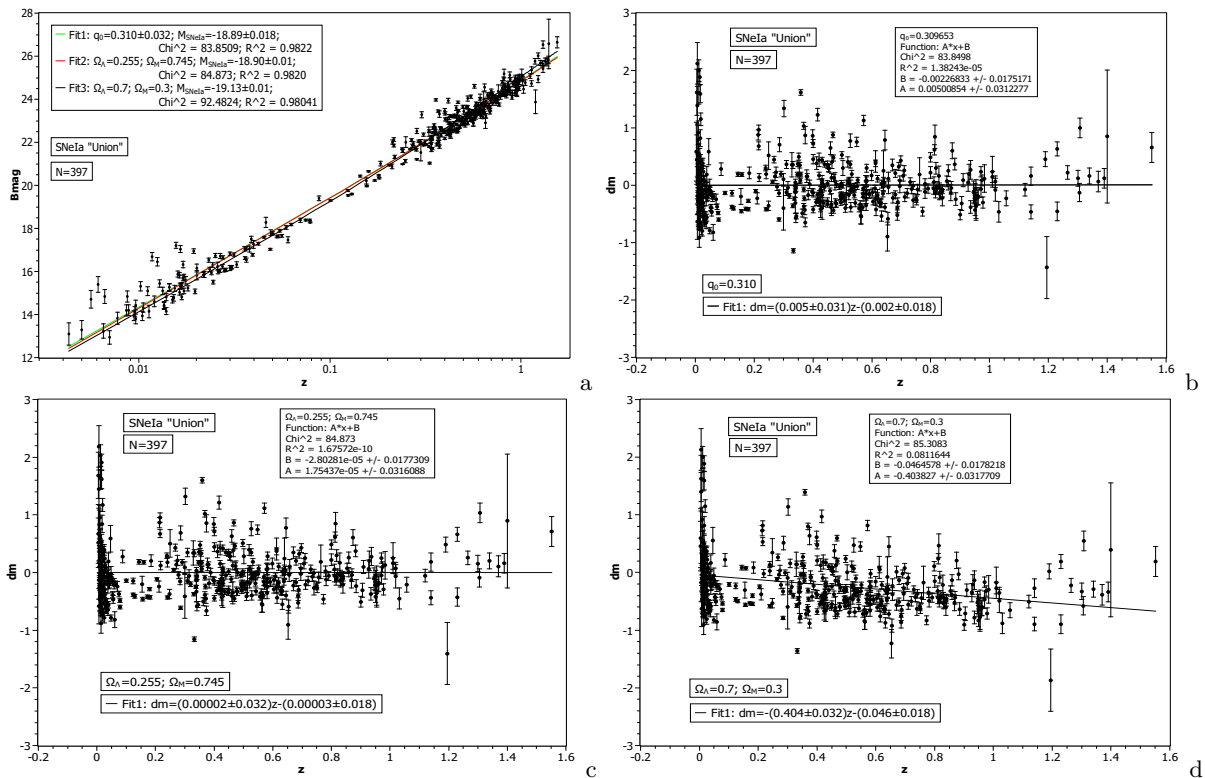 Fit1: q₀=0.310±0.032; M_SNeIa=-18.89±0.018;
Chi^2 = 83.8509; R^2 = 0.9822
Fit2: Ω_Λ=0.255; Ω_M=0.745; M_SNeIa=-18.90±0.01;
Chi^2 = 84.873; R^2 = 0.9820
Fit3: Ω_Λ=0.7; Ω_M=0.3; M_SNeIa=-19.13±0.01;
Chi^2 = 92.4824; R^2 = 0.98041
SNeIa "Union"
N=397
Bmag
28
26
24
22
20
18
16
14
12
0.01 0.1 1
z
a
SNeIa "Union"
N=397
q₀=0.309653
Function: A*x+B
Chi^2 = 83.8498
R^2 = 1.38243e-05
B = -0.00226833 +/- 0.0175171
A = 0.00500854 +/- 0.0312277
dm
3
2
1
0
-1
-2
-3
q₀=0.310
Fit1: dm=(0.005±0.031)z-(0.002±0.018)
0 0.2 0.4 0.6 0.8 1 1.2 1.4 1.6
z
b
SNeIa "Union"
N=397
Ω_Λ=0.255; Ω_M=0.745
Function: A*x+B
Chi^2 = 84.873
R^2 = 1.67572e-10
B = -2.80281e-05 +/- 0.0177309
A = 1.75437e-05 +/- 0.0316088
dm
3
2
1
0
-1
-2
-3
Ω_Λ=0.255; Ω_M=0.745
Fit1: dm=(0.00002±0.032)z-(0.00003±0.018)
0 0.2 0.4 0.6 0.8 1 1.2 1.4 1.6
z
c
SNeIa "Union"
N=397
Ω_Λ=0.7; Ω_M=0.3
Function: A*x+B
Chi^2 = 85.3083
R^2 = 0.0811644
B = -0.0464578 +/- 0.0178218
A = -0.403827 +/- 0.0317709
dm
3
2
1
0
-1
-2
-3
Ω_Λ=0.7; Ω_M=0.3
Fit1: dm=-(0.404±0.032)z-(0.046±0.018)
0 0.2 0.4 0.6 0.8 1 1.2 1.4 1.6
z
d